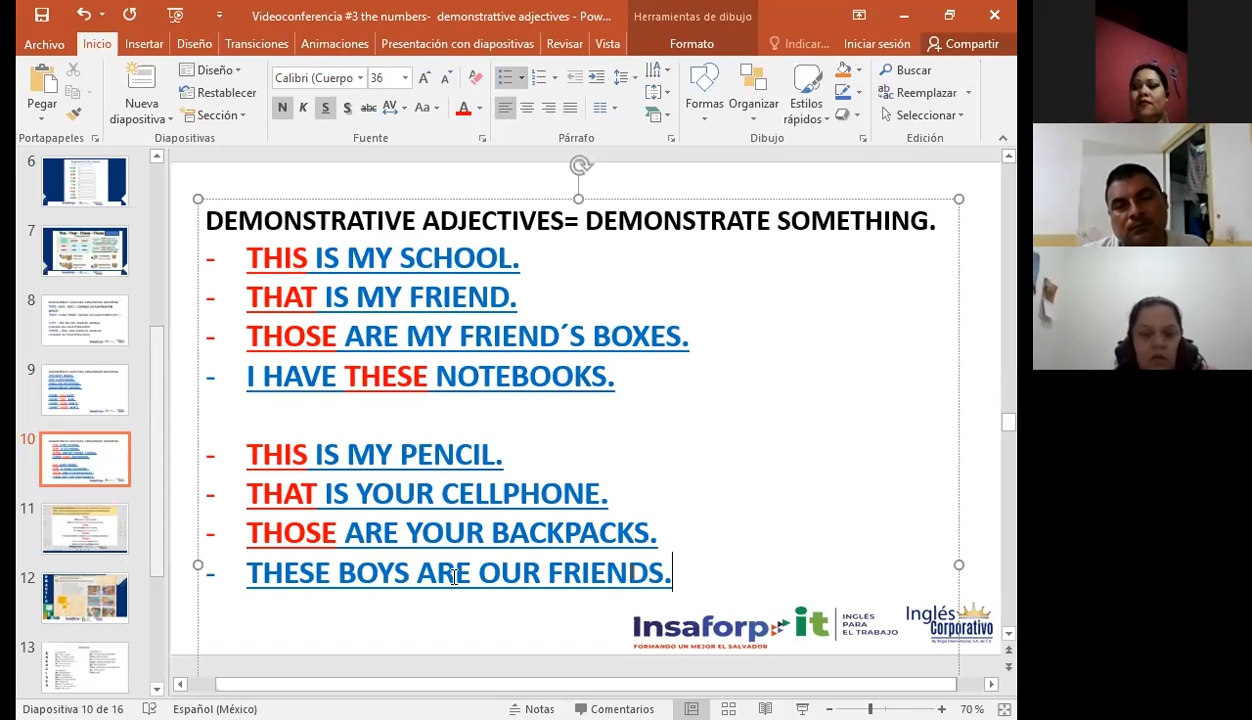 Videoconferencia #3 the numbers- demonstrattive adjectives - Pow...
Herramientas de dibujo
Archivo Inicio Insertar Diseño Transiciones Animaciones Presentación con diapositivas Revisar Vista Formato Indicar... Iniciar sesión Compartir
Pegar
Nueva diapositiva
Diseño
Restablecer
Sección
Calibri (Cuerpo 36
N K S S abc AV Aa A
Formas
Organizar
Estilos rápidos
Buscar
Reemplazar
Seleccionar
Portapapeles Diapositivas Fuente Párrafo Dibujo Edición
6
7
8
9
10
11
12
13
DEMONSTRATIVE ADJECTIVES= DEMONSTRATE SOMETHING.
- THIS IS MY SCHOOL.
- THAT IS MY FRIEND.
- THOSE ARE MY FRIEND´S BOXES.
- I HAVE THESE NOTEBOOKS.
- THIS IS MY PENCIL.
- THAT IS YOUR CELLPHONE.
- THOSE ARE YOUR BACKPACKS.
- THESE BOYS ARE OUR FRIENDS.
Insaforp
FORMANDO UN MEJOR EL SALVADOR
it
INGLÉS
PARA
EL TRABAJO
Inglés
Corporativo
Diapositiva 10 de 16 Español (México) Notas Comentarios 70 %